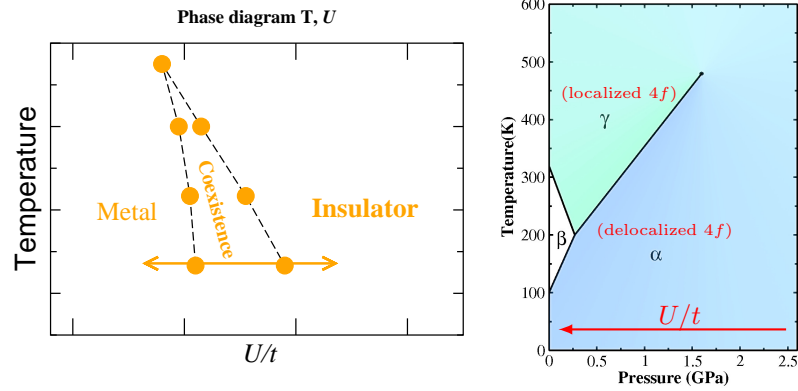 Phase diagram T, U
Temperature
Metal
Coexistence
Insulator
U/t
600
500
400
300
200
100
0
Temperature(K)
(localized 4f)
γ
β
(delocalized 4f)
α
U/t
0
0.5
1
1.5
2
2.5
Pressure (GPa)